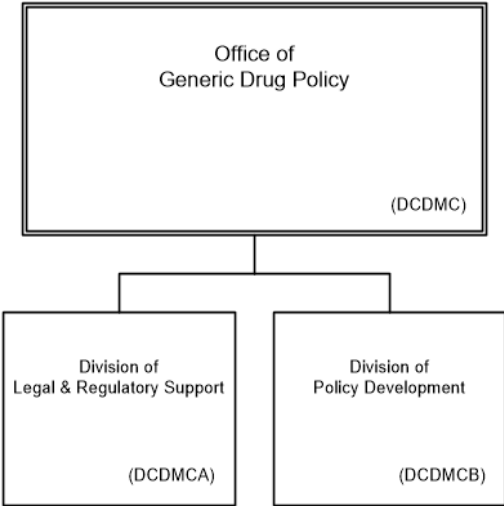 Office of
Generic Drug Policy
(DCDMC)
Division of
Legal & Regulatory Support
(DCDMCA)
Division of
Policy Development
(DCDMCB)